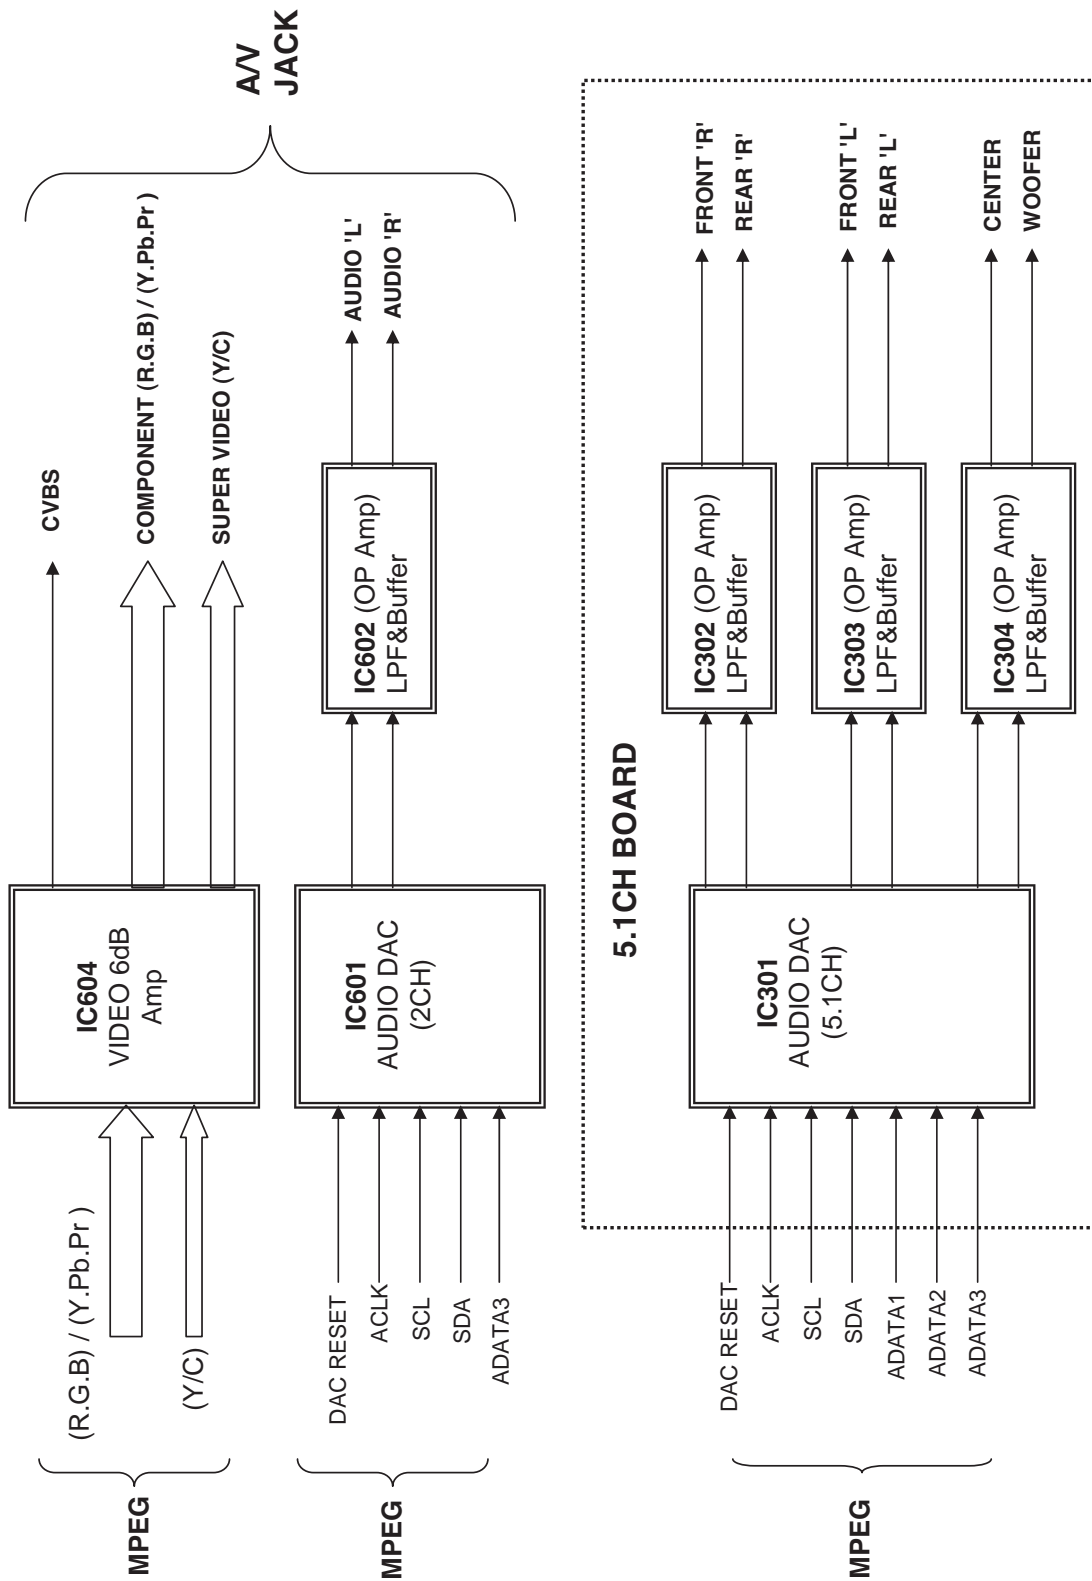 MPEG
(R.G.B) / (Y.Pb.Pr )
(Y/C)
IC604
VIDEO 6dB
Amp
CVBS
COMPONENT (R.G.B) / (Y.Pb.Pr )
SUPER VIDEO (Y/C)
A/V
JACK
MPEG
DAC RESET
ACLK
SCL
SDA
ADATA3
IC601
AUDIO DAC
(2CH)
IC602 (OP Amp)
LPF&Buffer
AUDIO 'L'
AUDIO 'R'
5.1CH BOARD
MPEG
DAC RESET
ACLK
SCL
SDA
ADATA1
ADATA2
ADATA3
IC301
AUDIO DAC
(5.1CH)
IC302 (OP Amp)
LPF&Buffer
FRONT 'R'
REAR 'R'
IC303 (OP Amp)
LPF&Buffer
FRONT 'L'
REAR 'L'
IC304 (OP Amp)
LPF&Buffer
CENTER
WOOFER